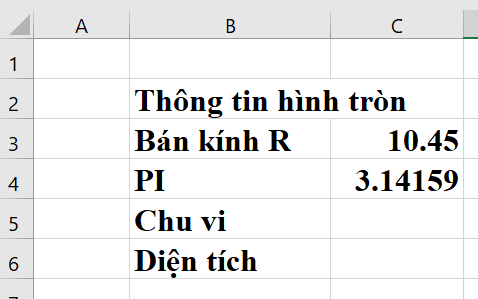 A B C
1
2 Thông tin hình tròn
3 Bán kính R 10.45
4 PI 3.14159
5 Chu vi
6 Diện tích